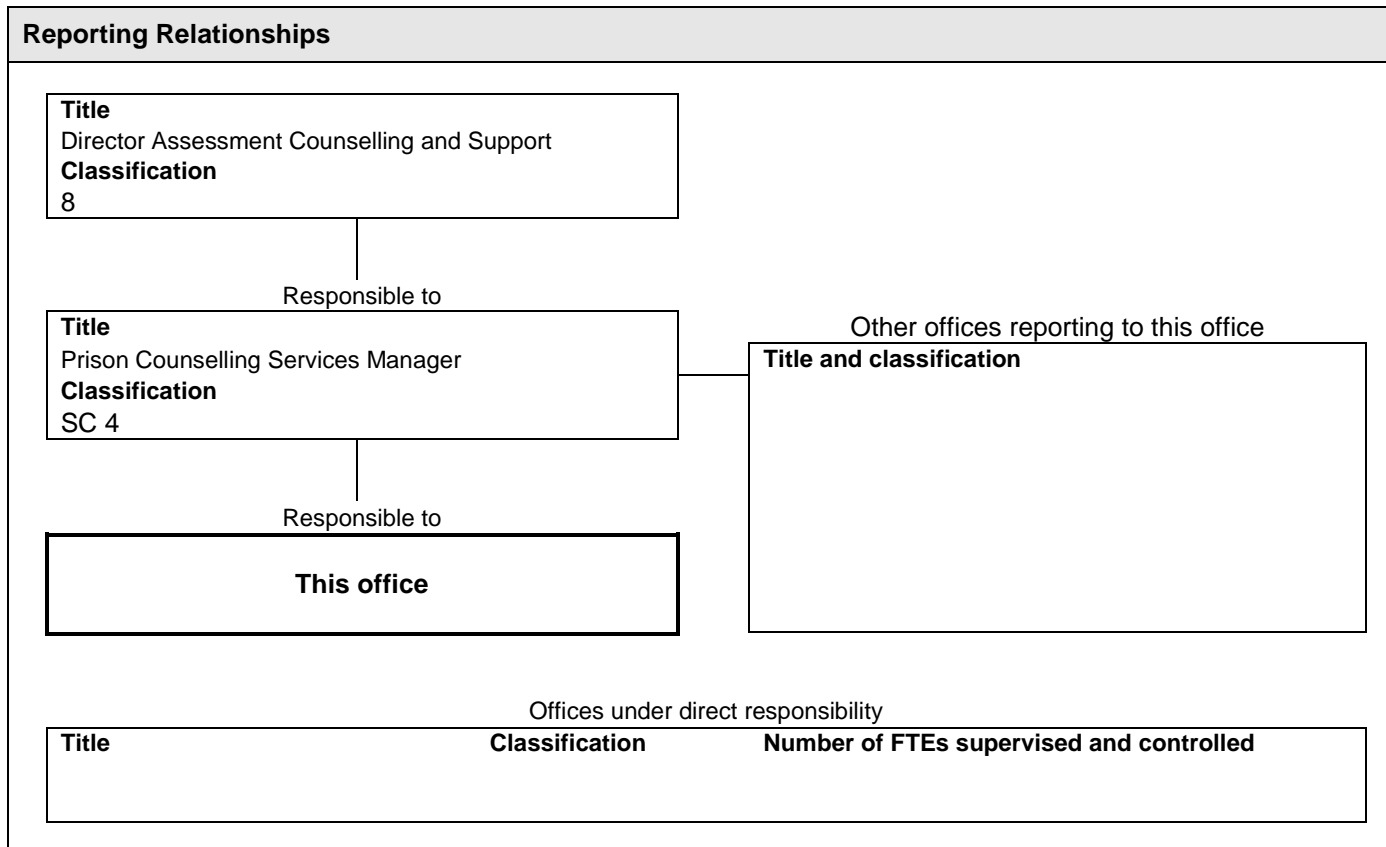 Reporting Relationships
Title
Director Assessment Counselling and Support
Classification
8
Responsible to
Title
Prison Counselling Services Manager
Classification
SC 4
Other offices reporting to this office
Title and classification
Responsible to
This office
Offices under direct responsibility
Title Classification Number of FTEs supervised and controlled